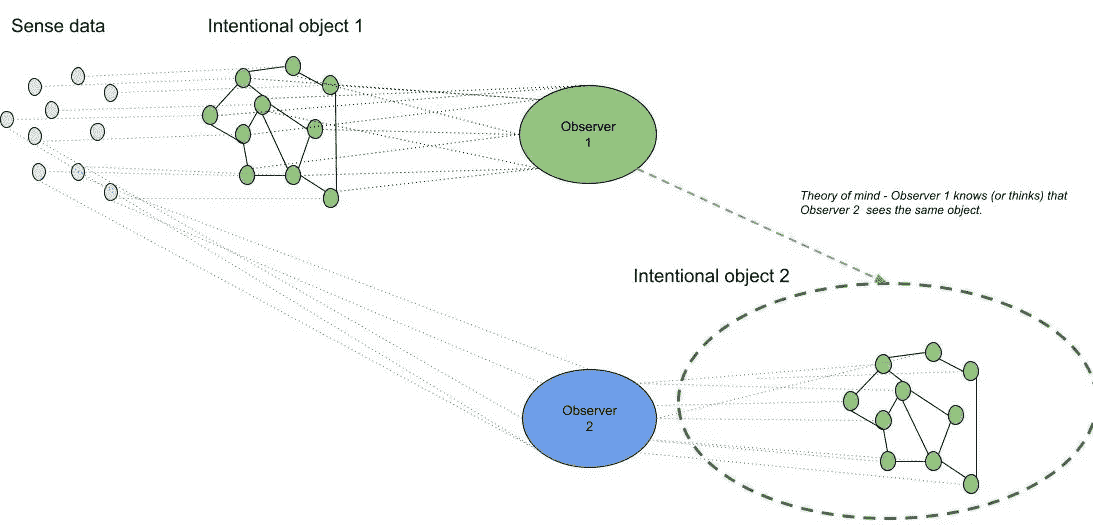 Sense data
Intentional object 1
Observer
1
Theory of mind - Observer 1 knows (or thinks) that
Observer 2 sees the same object.
Intentional object 2
Observer
2